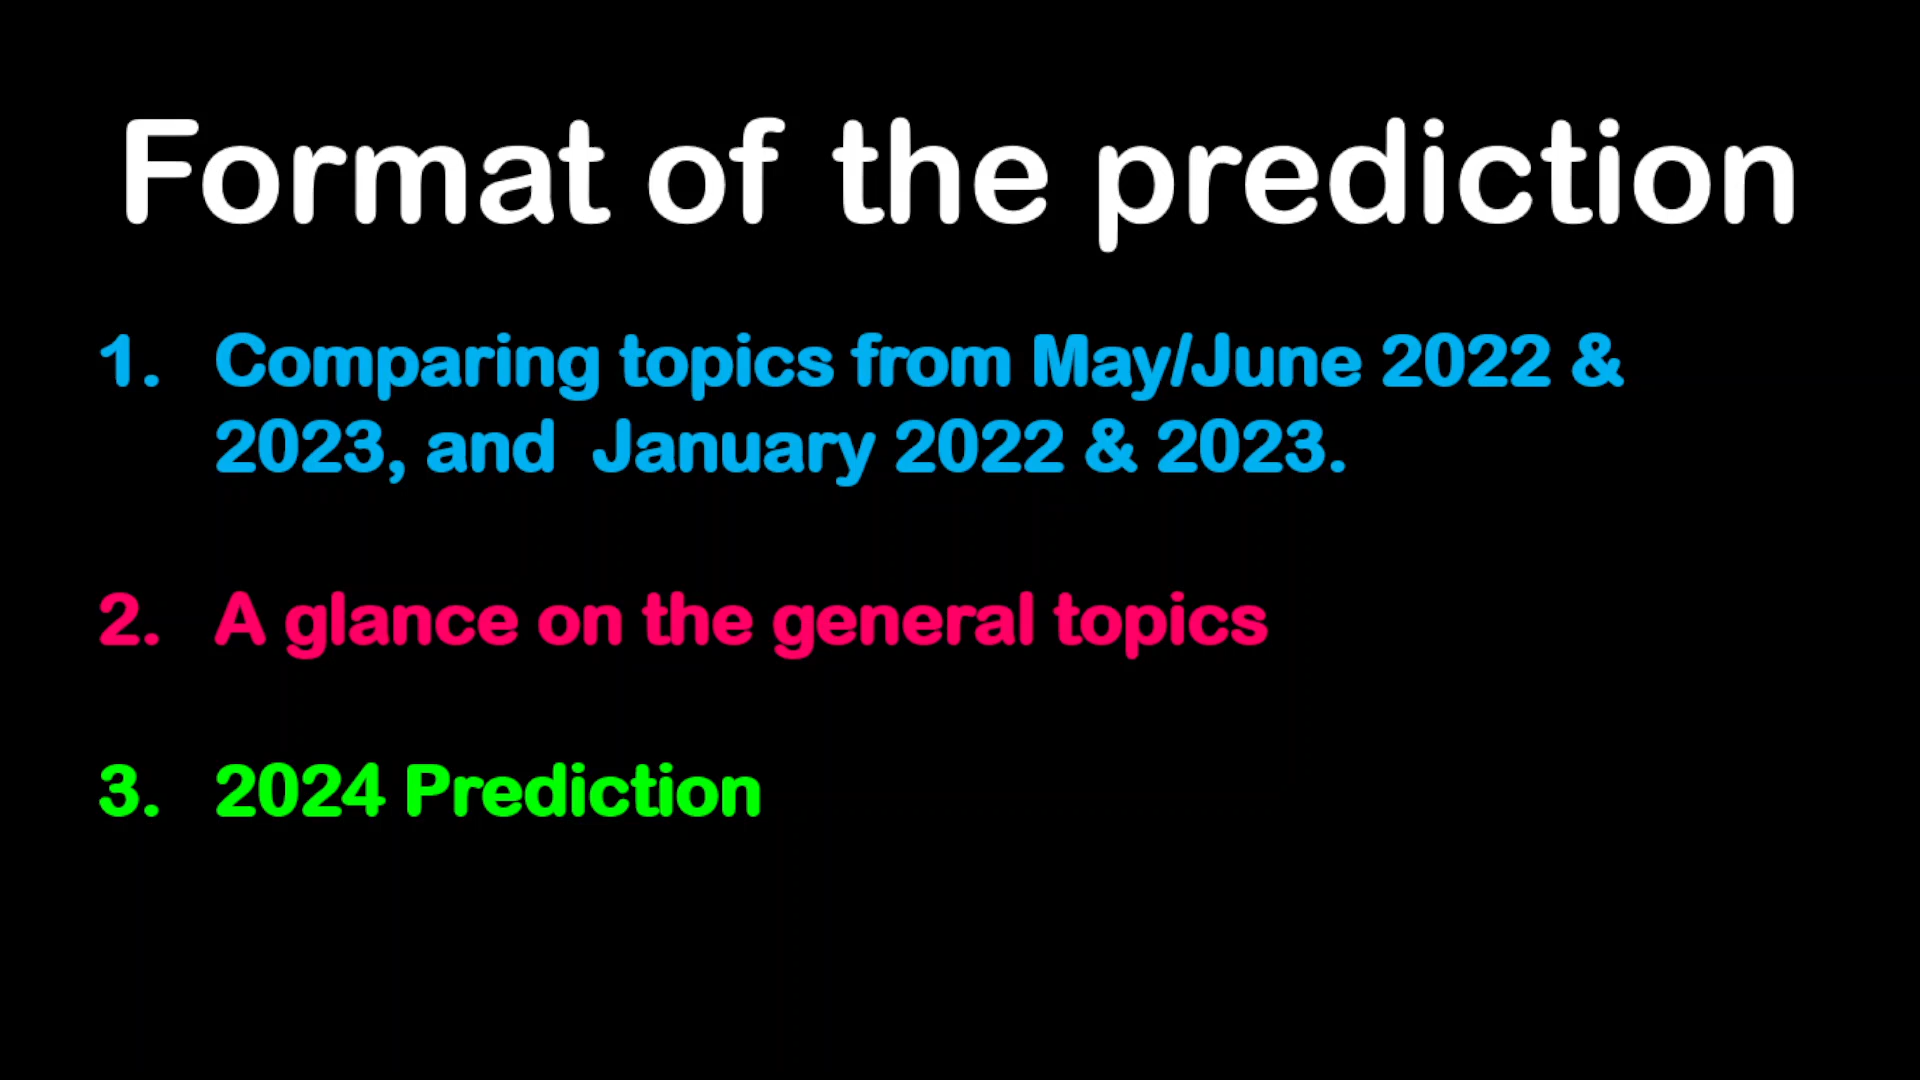 Format of the prediction
1. Comparing topics from May/June 2022 &
2023, and  January 2022 & 2023.
2. A glance on the general topics
3. 2024 Prediction